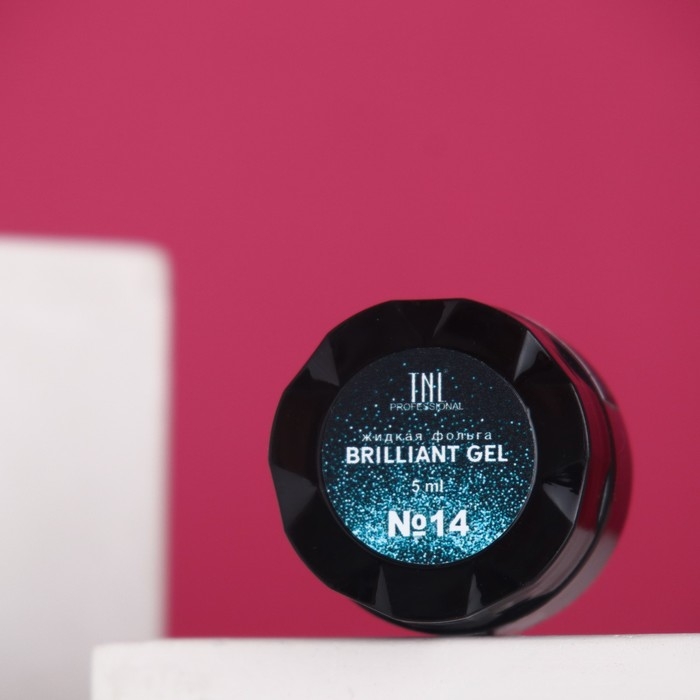 TNL
PROFESSIONAL
жидкая фольга
BRILLIANT GEL
5 ml
№14